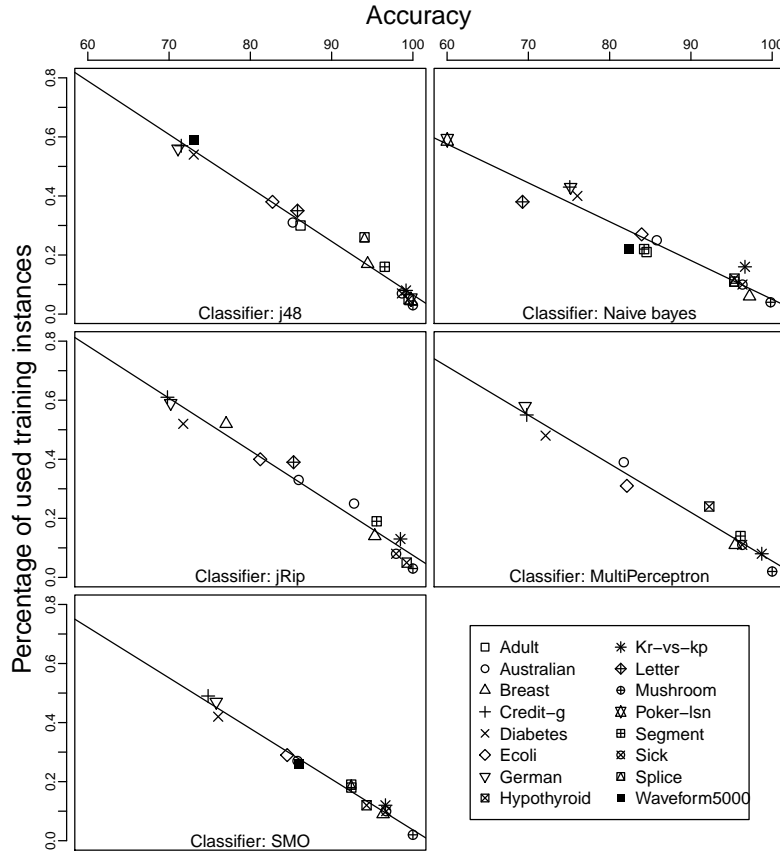 Accuracy
60 70 80 90 100 60 70 80 90 100
Percentage of used training instances
0.0 0.2 0.4 0.6 0.8
Classifier: j48
Classifier: Naive bayes
0.0 0.2 0.4 0.6 0.8
Classifier: jRip
Classifier: MultiPerceptron
0.0 0.2 0.4 0.6 0.8
Classifier: SMO
Adult
Australian
Breast
Credit−g
Diabetes
Ecoli
German
Hypothyroid
Kr−vs−kp
Letter
Mushroom
Poker−lsn
Segment
Sick
Splice
Waveform5000